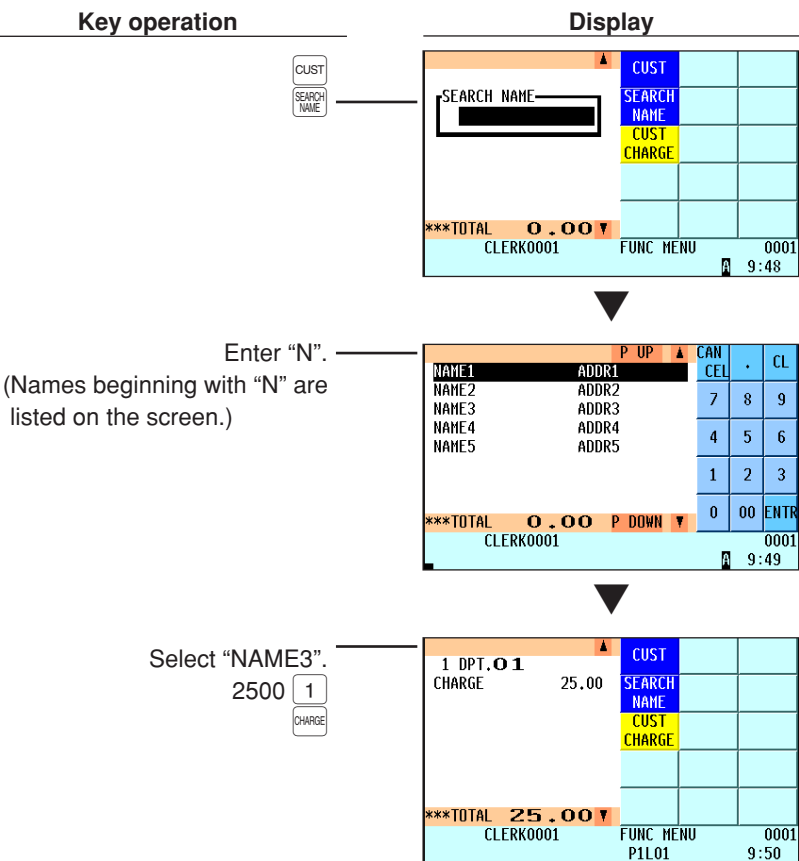 Key operation
Display
CUST
SEARCH
NAME
SEARCH NAME
CUST
SEARCH
NAME
CUST
CHARGE
***TOTAL 0.00 ▼
CLERK0001 FUNC MENU 0001
A 9:48
Enter “N”.
(Names beginning with “N” are
listed on the screen.)
P UP ▲
NAME1 ADDR1
NAME2 ADDR2
NAME3 ADDR3
NAME4 ADDR4
NAME5 ADDR5
CAN
CEL . CL
7 8 9
4 5 6
1 2 3
0 00 ENTR
***TOTAL 0.00 P DOWN ▼
CLERK0001 0001
A 9:49
Select “NAME3”.
2500 1
CHARGE
1 DPT.01
CHARGE 25.00
CUST
SEARCH
NAME
CUST
CHARGE
***TOTAL 25.00 ▼
CLERK0001 FUNC MENU 0001
P1L01 9:50